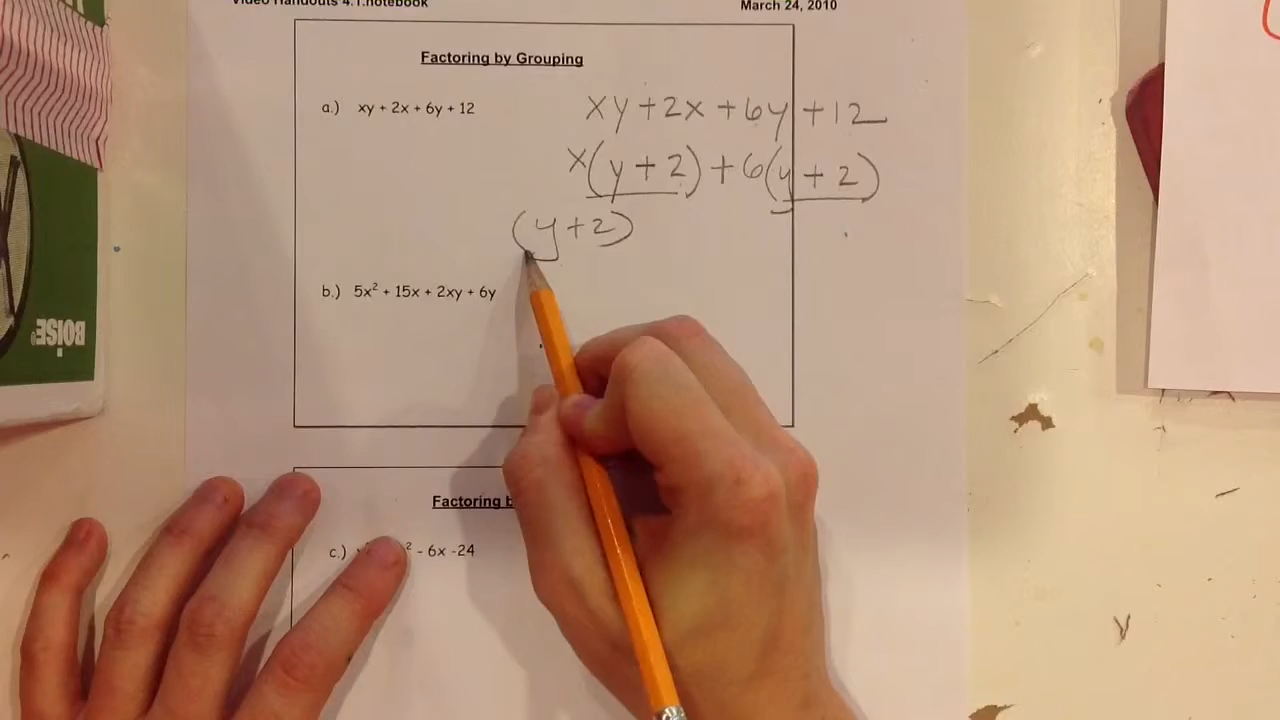 Video Handouts 4.1.notebook March 24, 2010
Factoring by Grouping
a.) xy + 2x + 6y + 12
xy + 2x + 6y + 12
x(y + 2) + 6(y + 2)
(y + 2)
b.) 5x² + 15x + 2xy + 6y
BOISE
Factoring
c.) ² - 6x -24